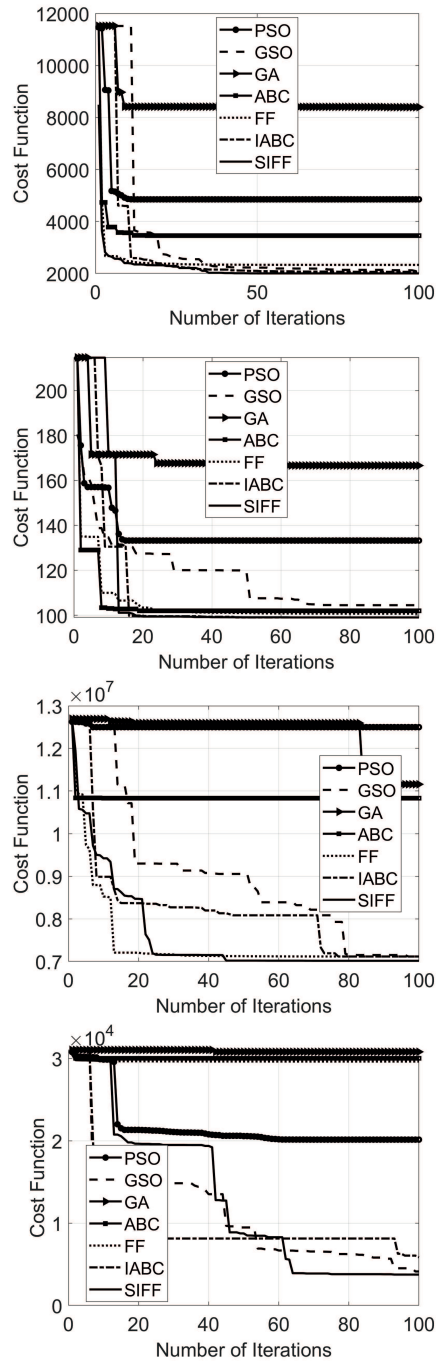 12000
10000
8000
6000
4000
2000
Cost Function
PSO
GSO
GA
ABC
FF
IABC
SIFF
0
50
100
Number of Iterations
200
180
160
140
120
100
Cost Function
PSO
GSO
GA
ABC
FF
IABC
SIFF
0
20
40
60
80
100
Number of Iterations
×10⁷
1.3
1.2
1.1
1
0.9
0.8
0.7
Cost Function
PSO
GSO
GA
ABC
FF
IABC
SIFF
0
20
40
60
80
100
Number of Iterations
×10⁴
3
2
1
0
Cost Function
PSO
GSO
GA
ABC
FF
IABC
SIFF
0
20
40
60
80
100
Number of Iterations